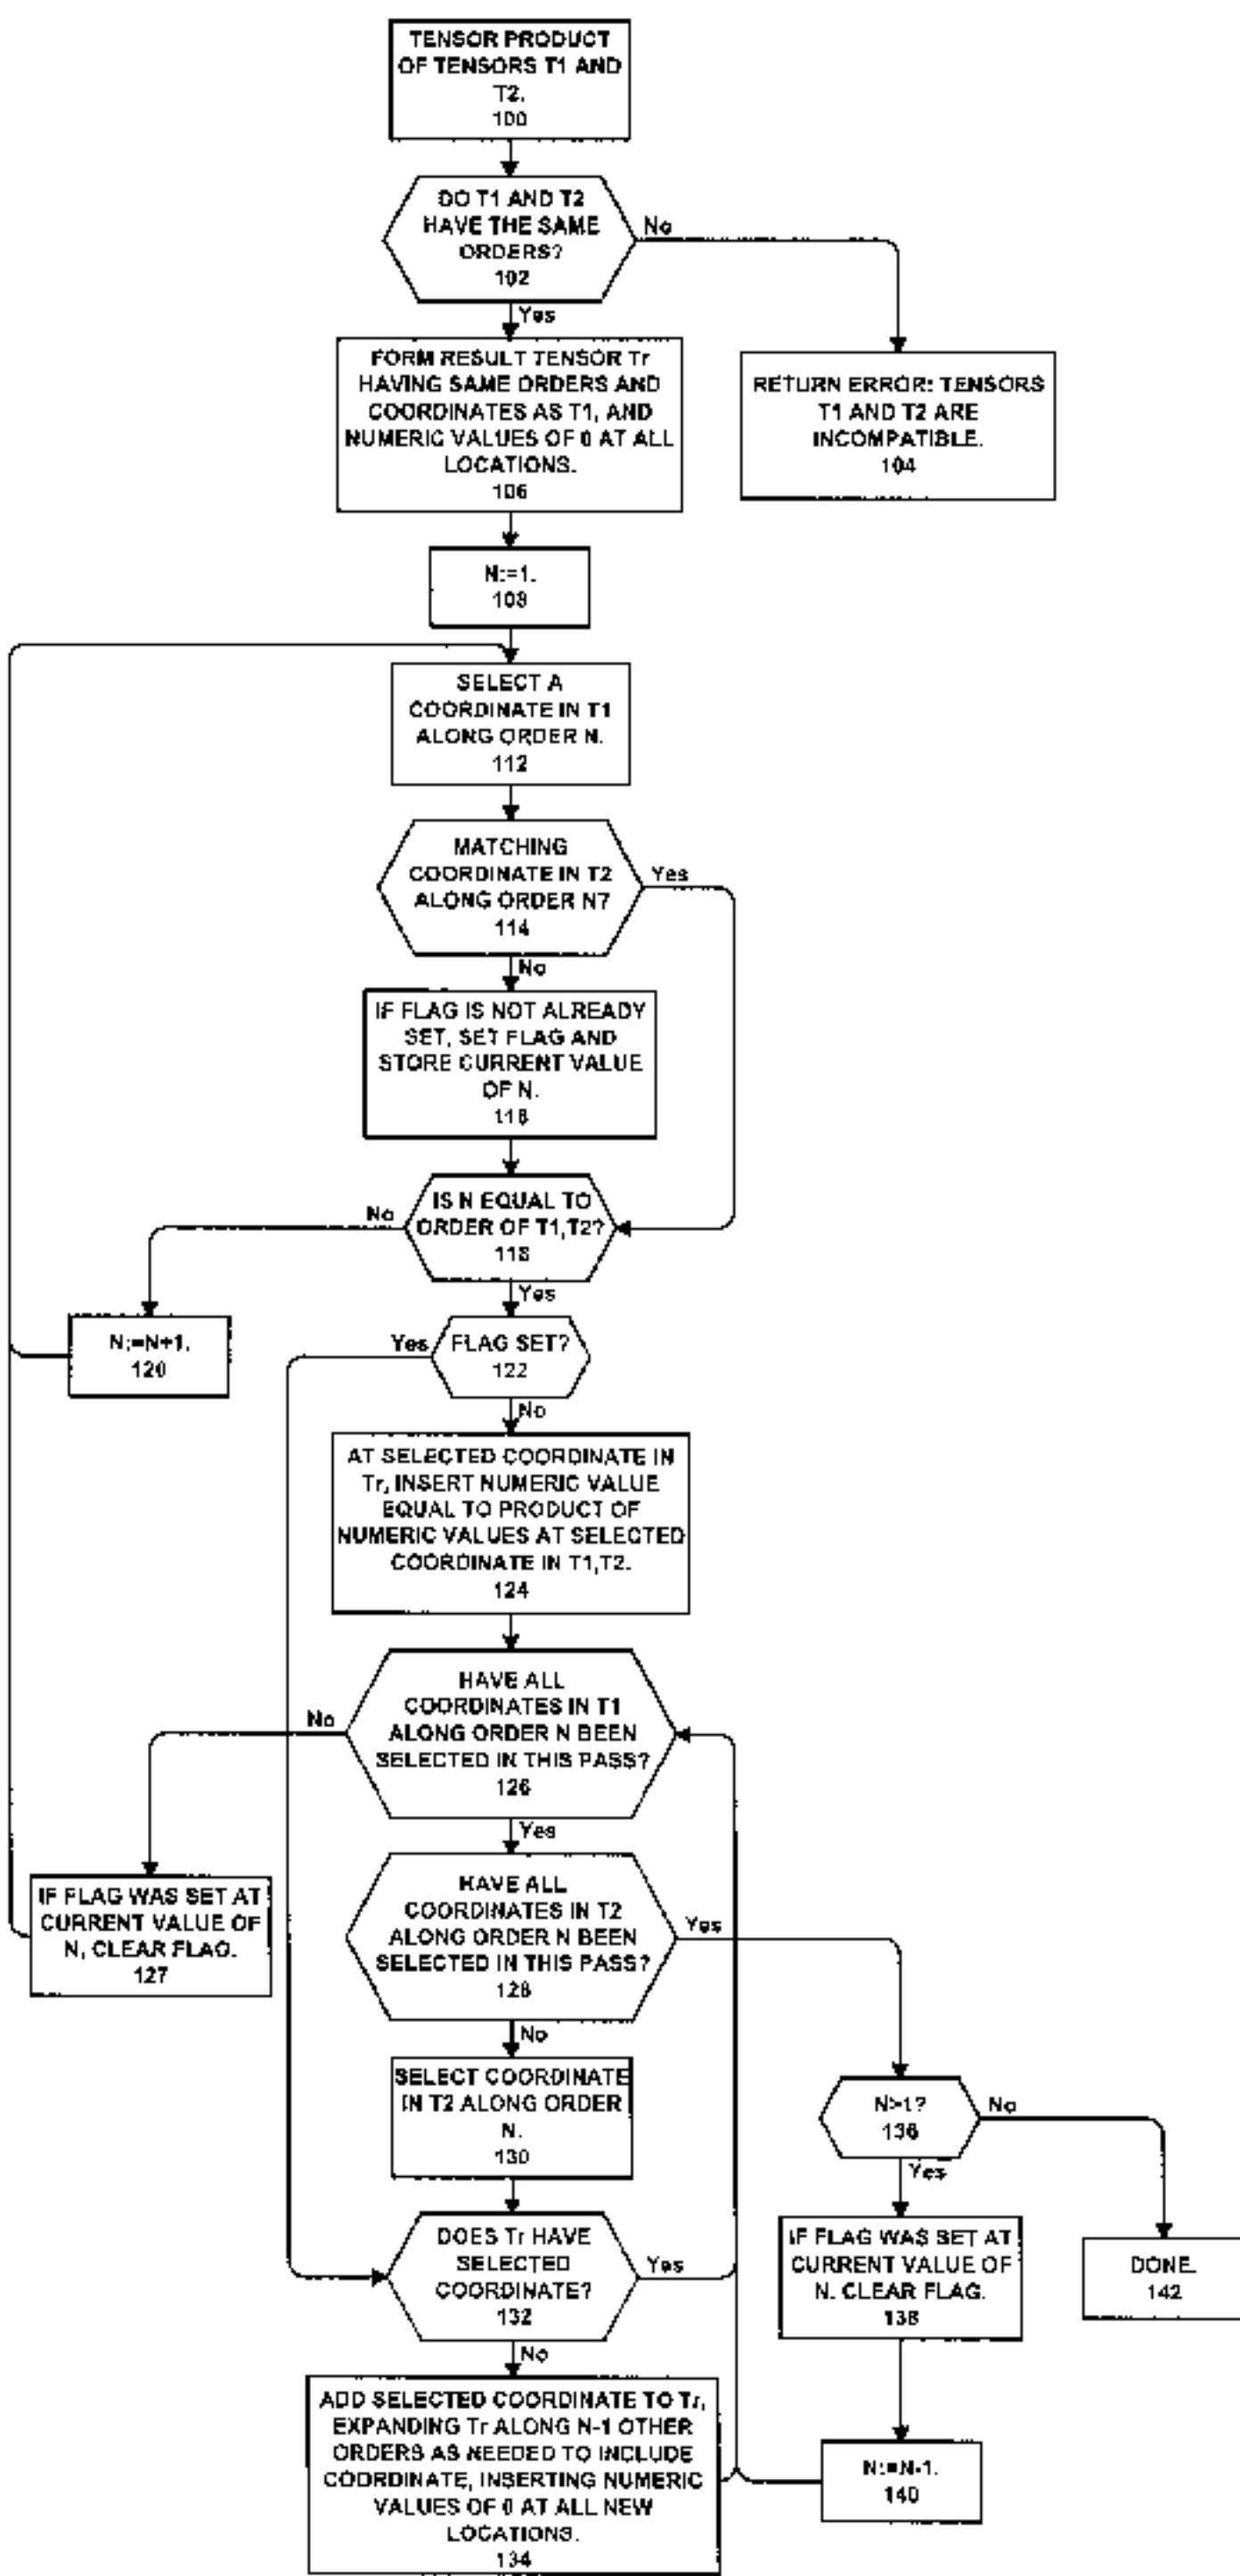 TENSOR PRODUCT
OF TENSORS T1 AND
T2.
100
DO T1 AND T2
HAVE THE SAME
ORDERS?
102
No
Yes
FORM RESULT TENSOR Tr
HAVING SAME ORDERS AND
COORDINATES AS T1, AND
NUMERIC VALUES OF 0 AT ALL
LOCATIONS.
106
RETURN ERROR: TENSORS
T1 AND T2 ARE
INCOMPATIBLE.
104
N:=1.
108
SELECT A
COORDINATE IN T1
ALONG ORDER N.
112
MATCHING
COORDINATE IN T2
ALONG ORDER N?
114
Yes
No
IF FLAG IS NOT ALREADY
SET, SET FLAG AND
STORE CURRENT VALUE
OF N.
116
IS N EQUAL TO
ORDER OF T1,T2?
118
No
Yes
N:=N+1.
120
FLAG SET?
122
Yes
No
AT SELECTED COORDINATE IN
Tr, INSERT NUMERIC VALUE
EQUAL TO PRODUCT OF
NUMERIC VALUES AT SELECTED
COORDINATE IN T1,T2.
124
HAVE ALL
COORDINATES IN T1
ALONG ORDER N BEEN
SELECTED IN THIS PASS?
126
No
Yes
IF FLAG WAS SET AT
CURRENT VALUE OF
N, CLEAR FLAG.
127
HAVE ALL
COORDINATES IN T2
ALONG ORDER N BEEN
SELECTED IN THIS PASS?
128
Yes
No
SELECT COORDINATE
IN T2 ALONG ORDER
N.
130
N>1?
136
No
Yes
DOES Tr HAVE
SELECTED
COORDINATE?
132
Yes
No
IF FLAG WAS SET AT
CURRENT VALUE OF
N. CLEAR FLAG.
138
DONE.
142
ADD SELECTED COORDINATE TO Tr,
EXPANDING Tr ALONG N-1 OTHER
ORDERS AS NEEDED TO INCLUDE
COORDINATE, INSERTING NUMERIC
VALUES OF 0 AT ALL NEW
LOCATIONS.
134
N:=N-1.
140